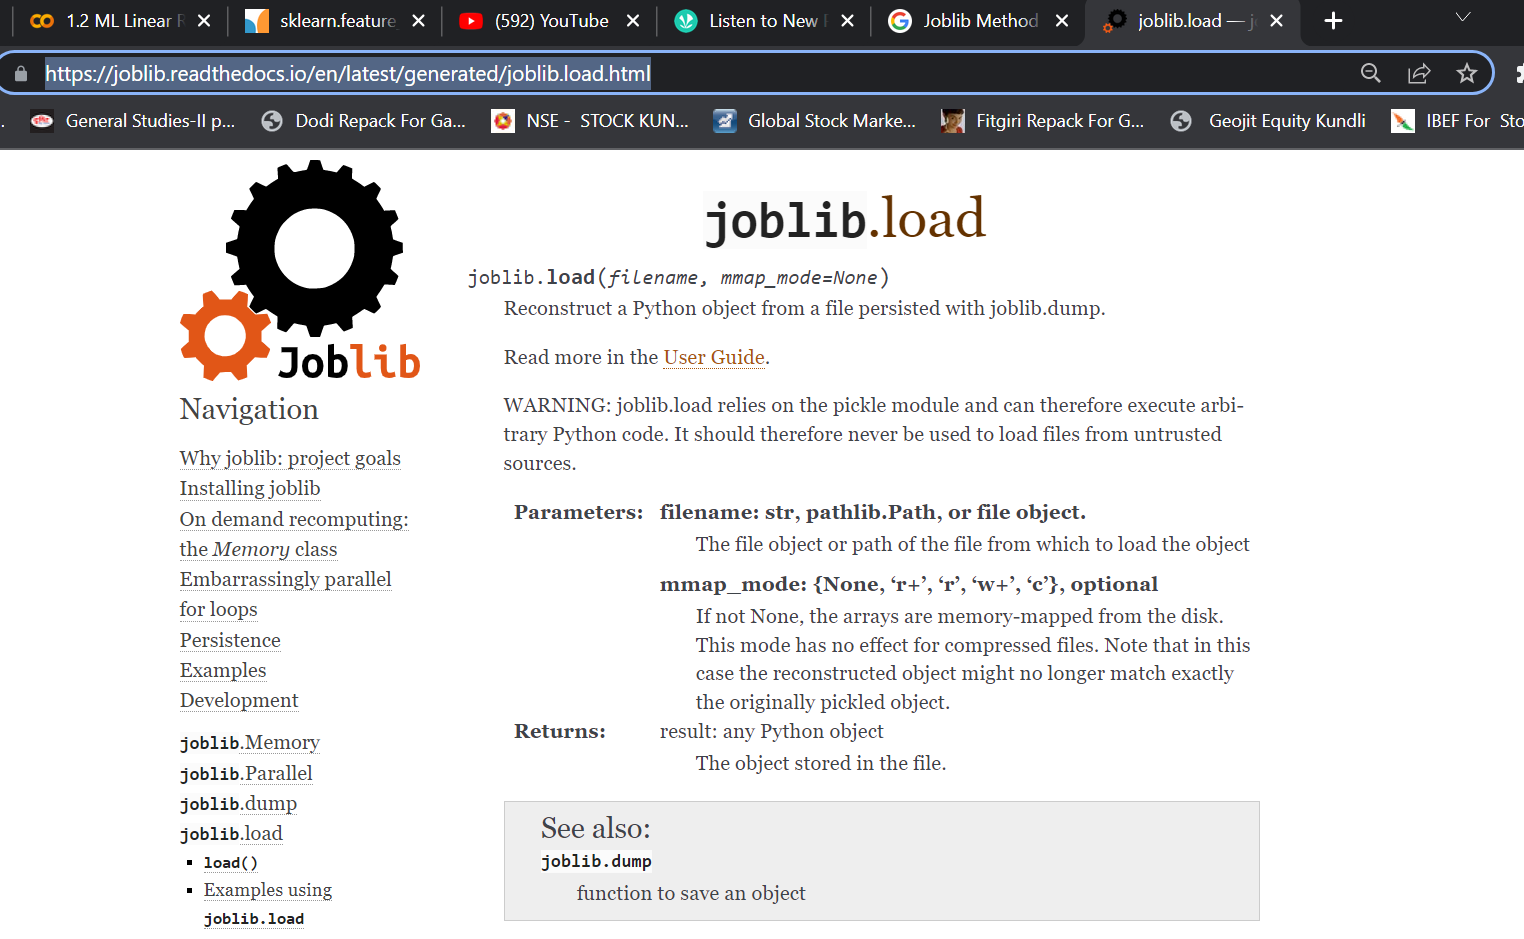 1.2 ML Linear
sklearn.feature
(592) YouTube
Listen to New
Joblib Method
joblib.load —
https://joblib.readthedocs.io/en/latest/generated/joblib.load.html
General Studies-II p...
Dodi Repack For Ga...
NSE - STOCK KUN...
Global Stock Marke...
Fitgiri Repack For G...
Geojit Equity Kundli
IBEF For Sto
Joblib
Navigation
Why joblib: project goals
Installing joblib
On demand recomputing:
the Memory class
Embarrassingly parallel
for loops
Persistence
Examples
Development
joblib.Memory
joblib.Parallel
joblib.dump
joblib.load
load()
Examples using
joblib.load
joblib.load
joblib.load(filename, mmap_mode=None)
Reconstruct a Python object from a file persisted with joblib.dump.
Read more in the User Guide.
WARNING: joblib.load relies on the pickle module and can therefore execute arbi-
trary Python code. It should therefore never be used to load files from untrusted
sources.
Parameters: filename: str, pathlib.Path, or file object.
The file object or path of the file from which to load the object
mmap_mode: {None, ‘r+’, ‘r’, ‘w+’, ‘c’}, optional
If not None, the arrays are memory-mapped from the disk.
This mode has no effect for compressed files. Note that in this
case the reconstructed object might no longer match exactly
the originally pickled object.
Returns: result: any Python object
The object stored in the file.
See also:
joblib.dump
function to save an object